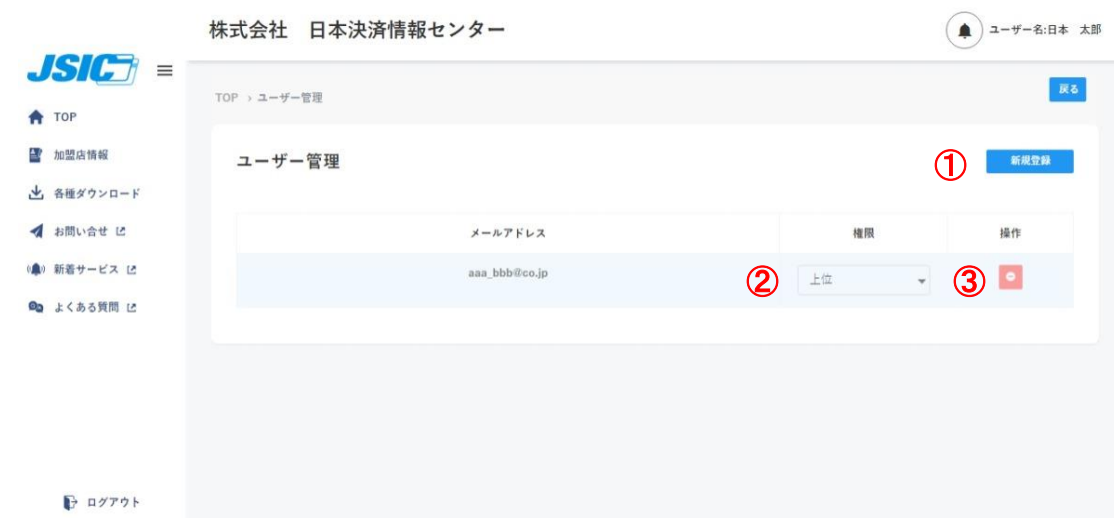 株式会社 日本決済情報センター
ユーザー名:日本 太郎
JSIC
TOP
加盟店情報
各種ダウンロード
お問い合せ
新着サービス
よくある質問
ログアウト
TOP › ユーザー管理
戻る
ユーザー管理
① 新規登録
メールアドレス 権限 操作
aaa_bbb@co.jp ② 上位 ③